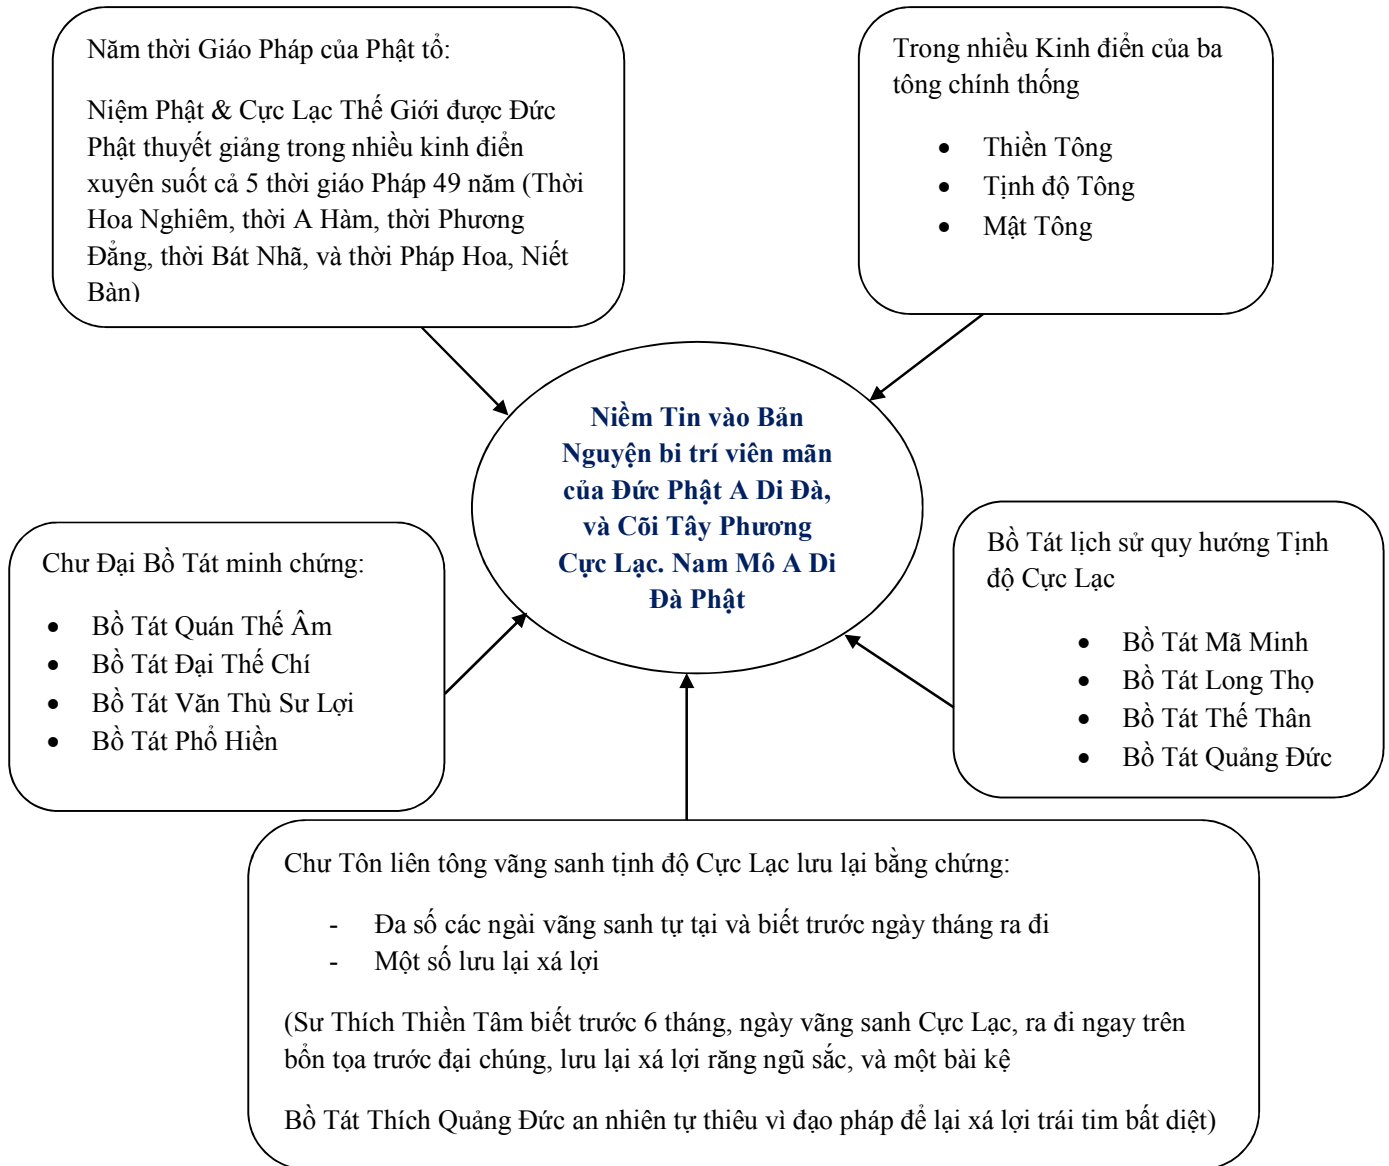 Năm thời Giáo Pháp của Phật tổ:
Niệm Phật & Cực Lạc Thế Giới được Đức
Phật thuyết giảng trong nhiều kinh điển
xuyên suốt cả 5 thời giáo Pháp 49 năm (Thời
Hoa Nghiêm, thời A Hàm, thời Phương
Đẳng, thời Bát Nhã, và thời Pháp Hoa, Niết
Bàn)
Trong nhiều Kinh điển của ba
tông chính thống
• Thiền Tông
• Tịnh độ Tông
• Mật Tông
Niềm Tin vào Bản
Nguyện bi trí viên mãn
của Đức Phật A Di Đà,
và Cõi Tây Phương
Cực Lạc. Nam Mô A Di
Đà Phật
Chư Đại Bồ Tát minh chứng:
• Bồ Tát Quán Thế Âm
• Bồ Tát Đại Thế Chí
• Bồ Tát Văn Thù Sư Lợi
• Bồ Tát Phổ Hiền
Bồ Tát lịch sử quy hướng Tịnh
độ Cực Lạc
• Bồ Tát Mã Minh
• Bồ Tát Long Thọ
• Bồ Tát Thế Thân
• Bồ Tát Quảng Đức
Chư Tôn liên tông vãng sanh tịnh độ Cực Lạc lưu lại bằng chứng:
- Đa số các ngài vãng sanh tự tại và biết trước ngày tháng ra đi
- Một số lưu lại xá lợi
(Sư Thích Thiền Tâm biết trước 6 tháng, ngày vãng sanh Cực Lạc, ra đi ngay trên
bổn tọa trước đại chúng, lưu lại xá lợi răng ngũ sắc, và một bài kệ
Bồ Tát Thích Quảng Đức an nhiên tự thiêu vì đạo pháp để lại xá lợi trái tim bất diệt)